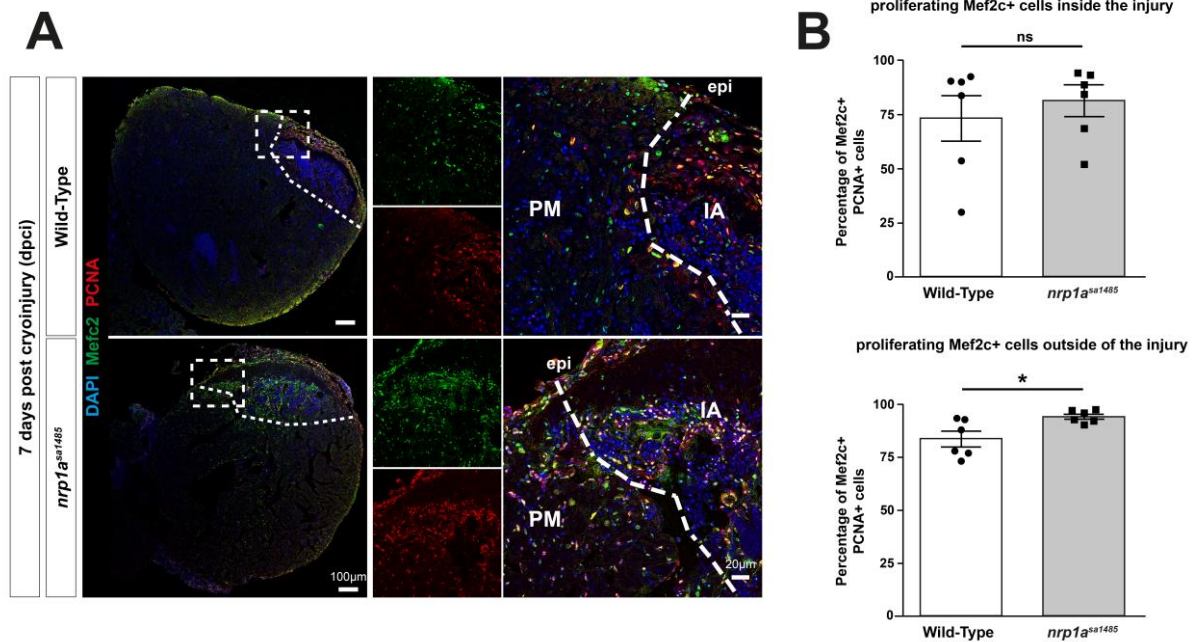 A
7 days post cryoinjury (dpci)
Wild-Type
nrp1a^sa1485
DAPI Mefc2 PCNA
epi
PM
IA
100µm
epi
IA
PM
20µm
B
proliferating Mef2c+ cells inside the injury
ns
Percentage of Mef2c+
PCNA+ cells
100
75
50
25
0
Wild-Type
nrp1a^sa1485
proliferating Mef2c+ cells outside of the injury
*
Percentage of Mef2c+
PCNA+ cells
100
75
50
25
0
Wild-Type
nrp1a^sa1485